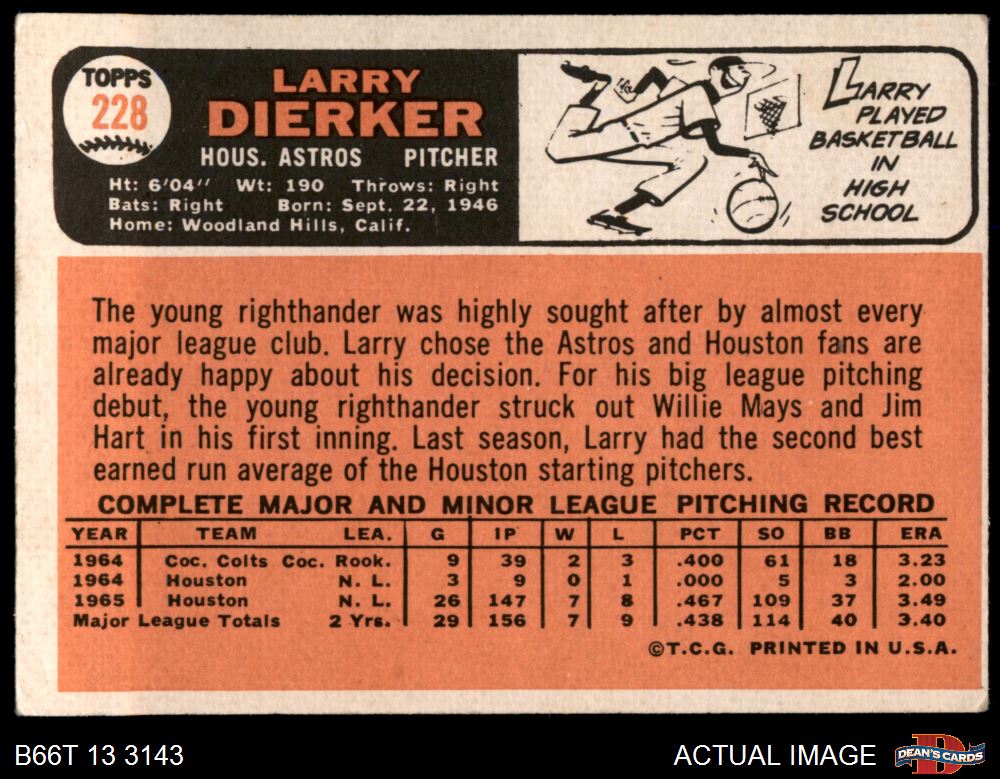 TOPPS
228
LARRY
DIERKER
HOUS. ASTROS PITCHER
Ht: 6'04" Wt: 190 Throws: Right
Bats: Right Born: Sept. 22, 1946
Home: Woodland Hills, Calif.
LARRY
PLAYED
BASKETBALL
IN
HIGH
SCHOOL
The young righthander was highly sought after by almost every
major league club. Larry chose the Astros and Houston fans are
already happy about his decision. For his big league pitching
debut, the young righthander struck out Willie Mays and Jim
Hart in his first inning. Last season, Larry had the second best
earned run average of the Houston starting pitchers.
COMPLETE MAJOR AND MINOR LEAGUE PITCHING RECORD
YEAR TEAM LEA. G IP W L PCT SO BB ERA
1964 Coc. Colts Coc. Rook. 9 39 2 3 .400 61 18 3.23
1964 Houston N. L. 3 9 0 1 .000 5 3 2.00
1965 Houston N. L. 26 147 7 8 .467 109 37 3.49
Major League Totals 2 Yrs. 29 156 7 9 .438 114 40 3.40
©T.C.G. PRINTED IN U.S.A.
B66T 13 3143
ACTUAL IMAGE
D
DEAN'S CARDS